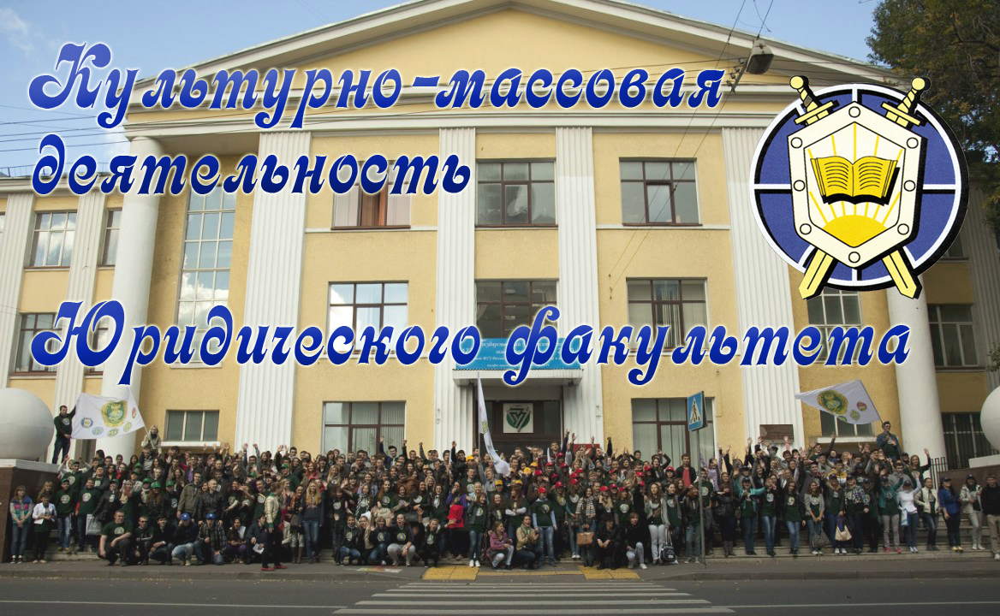 Культурно-массовая
деятельность
Юридического факультета